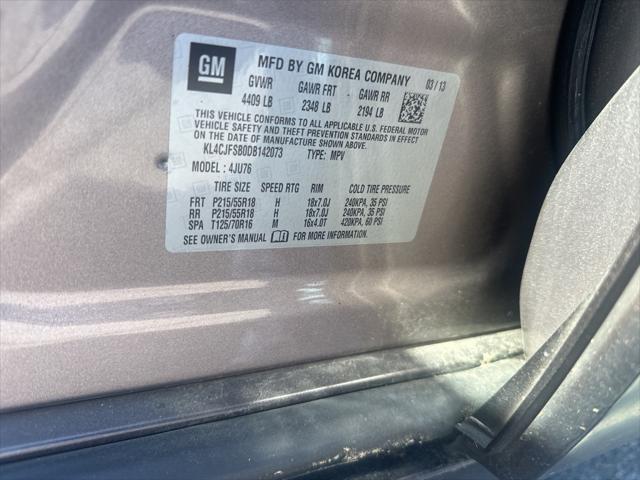 GM
MFD BY GM KOREA COMPANY 03/13
GVWR GAWR FRT GAWR RR
4409 LB 2348 LB 2194 LB
THIS VEHICLE CONFORMS TO ALL APPLICABLE U.S. FEDERAL MOTOR
VEHICLE SAFETY AND THEFT PREVENTION STANDARDS IN EFFECT
ON THE DATE OF MANUFACTURE SHOWN ABOVE.
KL4CJFSB0DB142073 TYPE: MPV
MODEL: 4JU76
TIRE SIZE SPEED RTG RIM COLD TIRE PRESSURE
FRT P215/55R18 H 18x7.0J 240KPA, 35 PSI
RR P215/55R18 H 18x7.0J 240KPA, 35 PSI
SPA T125/70R16 M 16x4.0T 420KPA, 60 PSI
SEE OWNER'S MANUAL FOR MORE INFORMATION.